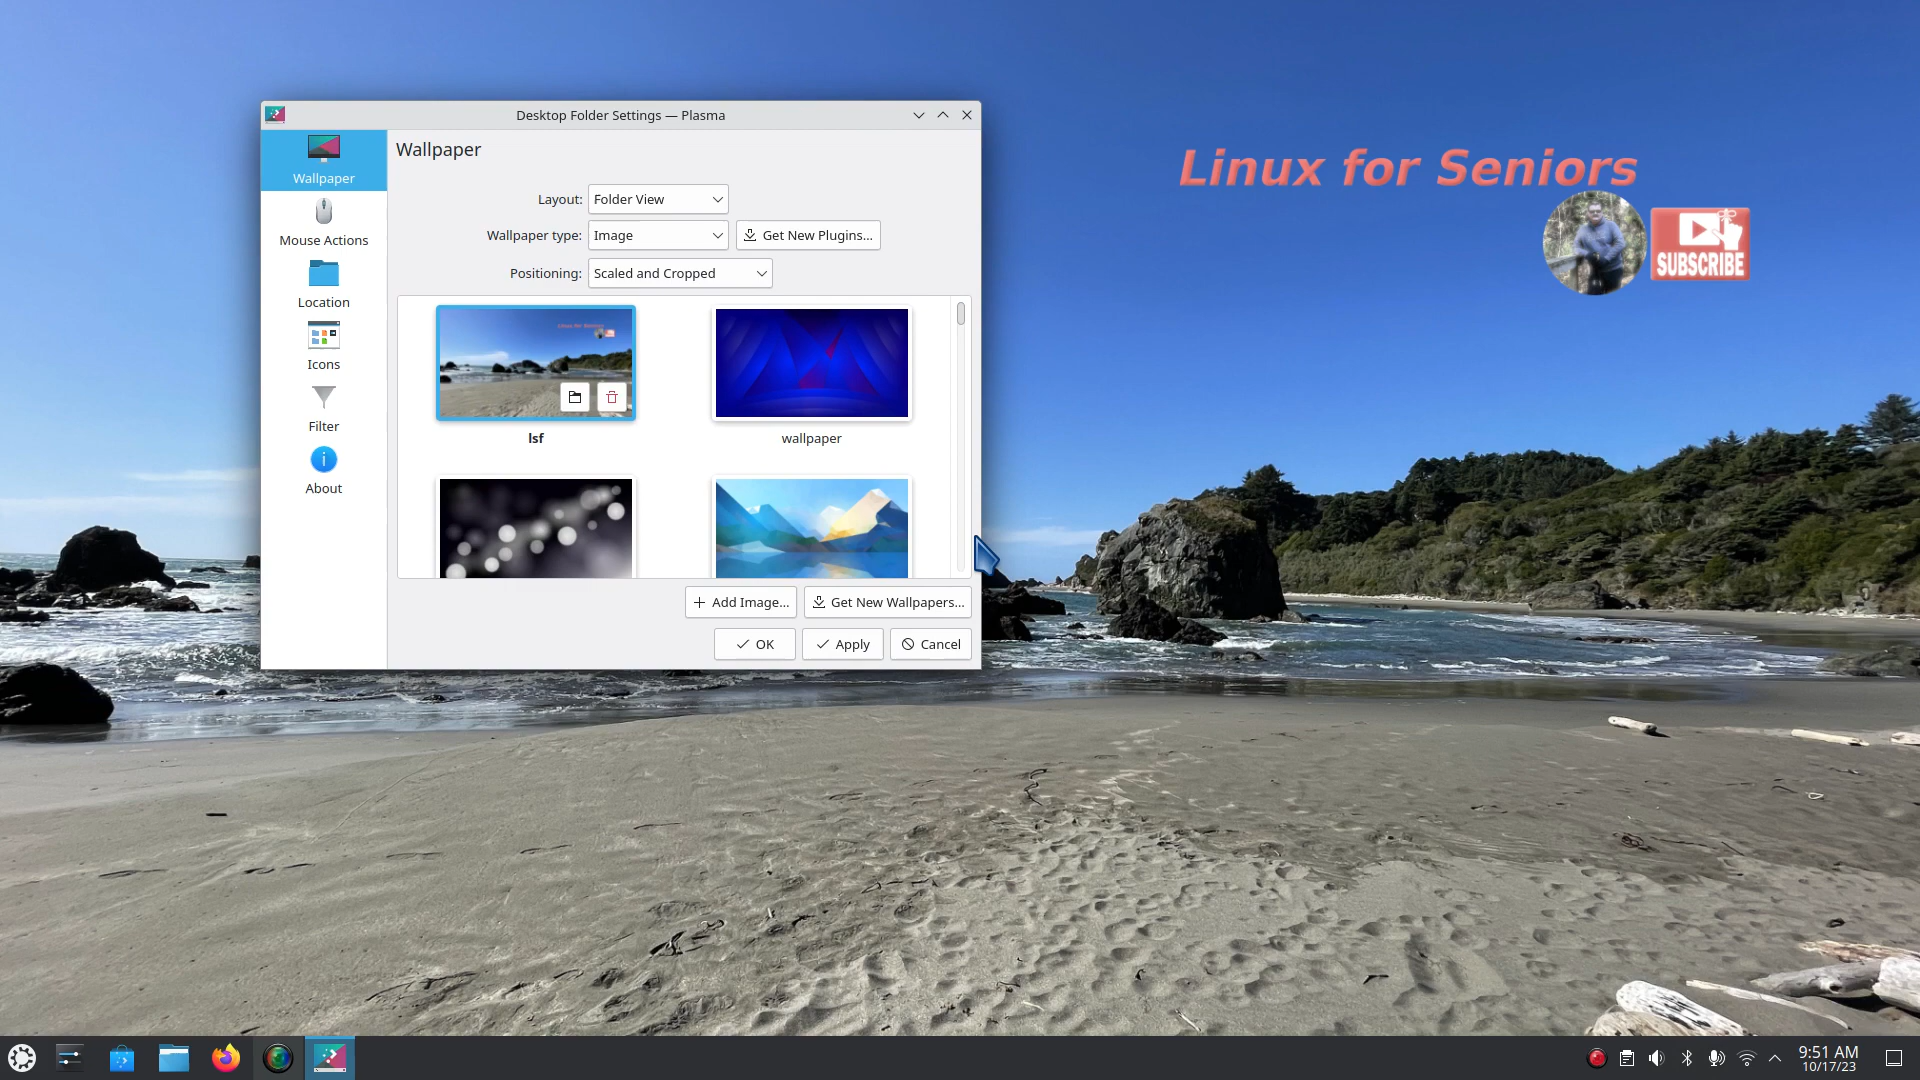 Desktop Folder Settings — Plasma
Wallpaper
Mouse Actions
Location
Icons
Filter
About
Wallpaper
Layout: Folder View
Wallpaper type: Image Get New Plugins...
Positioning: Scaled and Cropped
lsf
wallpaper
Add Image...
Get New Wallpapers...
OK
Apply
Cancel
Linux for Seniors
SUBSCRIBE
9:51 AM
10/17/23